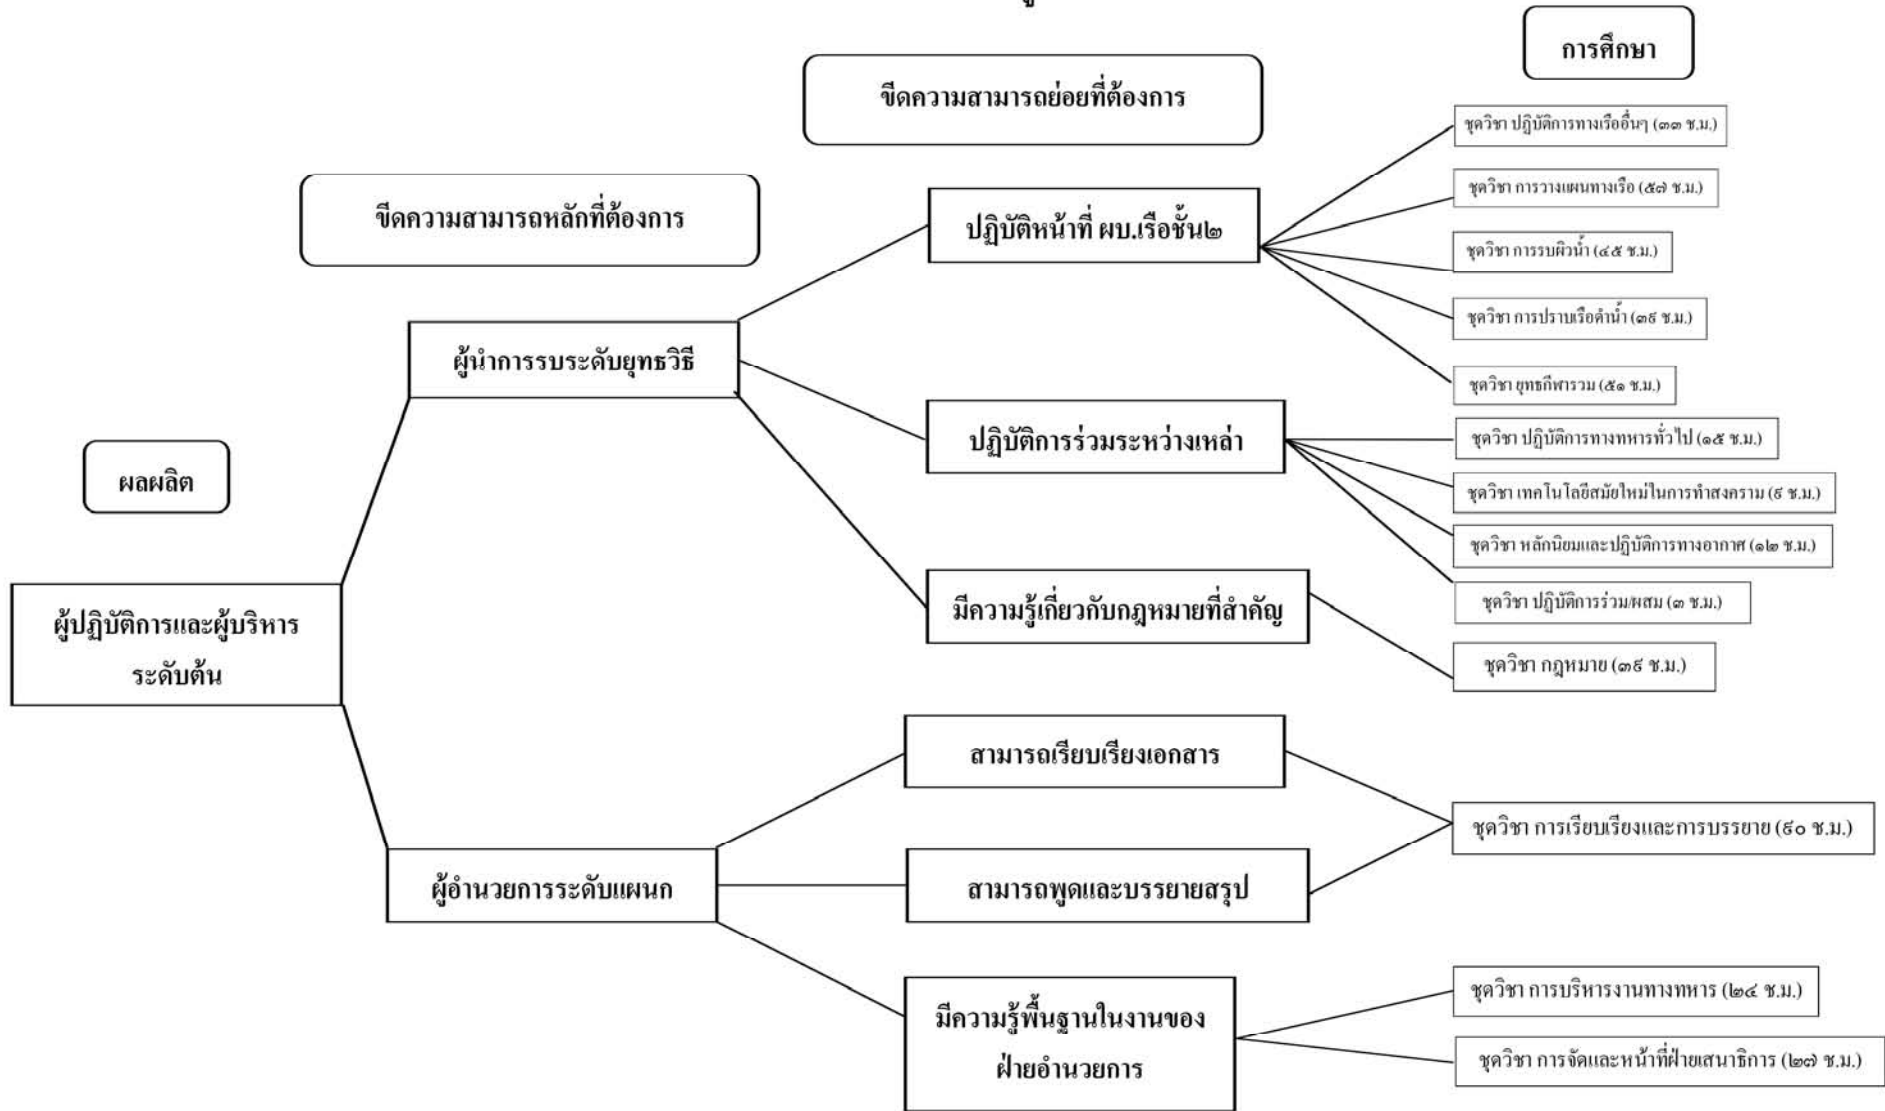 การศึกษา
ขีดความสามารถย่อยที่ต้องการ
ขีดความสามารถหลักที่ต้องการ
ผลผลิต
ผู้ปฏิบัติการและผู้บริหาร
ระดับต้น
ผู้นำการรบระดับยุทธวิธี
ผู้อำนวยการระดับแผนก
ปฏิบัติหน้าที่ ผบ.เรือชั้น๒
ปฏิบัติการร่วมระหว่างเหล่า
มีความรู้เกี่ยวกับกฎหมายที่สำคัญ
สามารถเรียบเรียงเอกสาร
สามารถพูดและบรรยายสรุป
มีความรู้พื้นฐานในงานของ
ฝ่ายอำนวยการ
ชุดวิชา ปฏิบัติการทางเรืออื่นๆ (๓๓ ช.ม.)
ชุดวิชา การวางแผนทางเรือ (๕๗ ช.ม.)
ชุดวิชา การรบผิวน้ำ (๔๕ ช.ม.)
ชุดวิชา การปราบเรือดำน้ำ (๓๙ ช.ม.)
ชุดวิชา ยุทธกีฬารวม (๕๑ ช.ม.)
ชุดวิชา ปฏิบัติการทางทหารทั่วไป (๑๕ ช.ม.)
ชุดวิชา เทคโนโลยีสมัยใหม่ในการทำสงคราม (๙ ช.ม.)
ชุดวิชา หลักนิยมและปฏิบัติการทางอากาศ (๑๒ ช.ม.)
ชุดวิชา ปฏิบัติการร่วม/ผสม (๓ ช.ม.)
ชุดวิชา กฎหมาย (๓๙ ช.ม.)
ชุดวิชา การเรียบเรียงและการบรรยาย (๙๐ ช.ม.)
ชุดวิชา การบริหารงานทางทหาร (๒๔ ช.ม.)
ชุดวิชา การจัดและหน้าที่ฝ่ายเสนาธิการ (๒๗ ช.ม.)